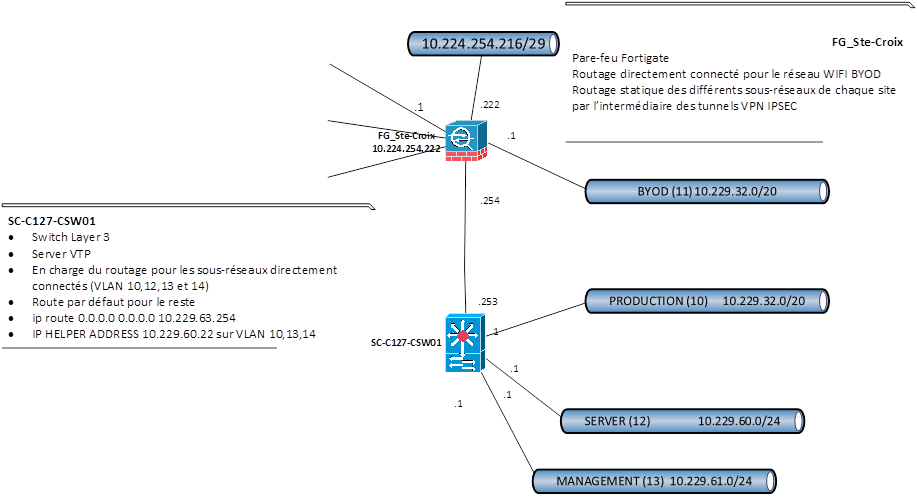 10.224.254.216/29
FG_Ste-Croix
Pare-feu Fortigate
Routage directement connecté pour le réseau WIFI BYOD
Routage statique des différents sous-réseaux de chaque site
par l'intermédiaire des tunnels VPN IPSEC
.1
.222
FG_Ste-Croix
10.224.254.222
.1
BYOD (11) 10.229.32.0/20
.254
SC-C127-CSW01
• Switch Layer 3
• Server VTP
• En charge du routage pour les sous-réseaux directement
connectés (VLAN 10,12,13 et 14)
• Route par défaut pour le reste
• ip route 0.0.0.0 0.0.0.0 10.229.63.254
• IP HELPER ADDRESS 10.229.60.22 sur VLAN 10,13,14
.253
PRODUCTION (10) 10.229.32.0/20
SC-C127-CSW01
.1
.1
.1
.1
SERVER (12) 10.229.60.0/24
MANAGEMENT (13) 10.229.61.0/24